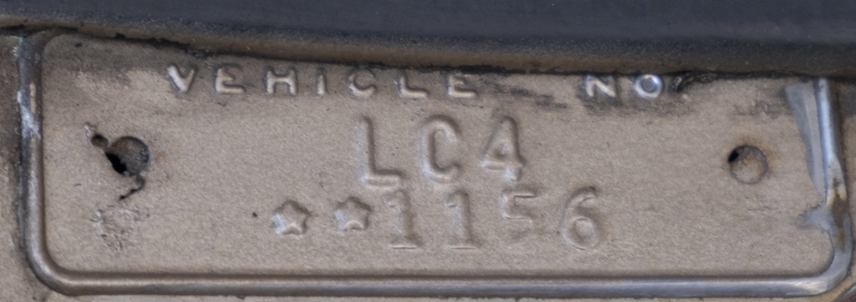 VEHICLE NO.
LC4
★★1156